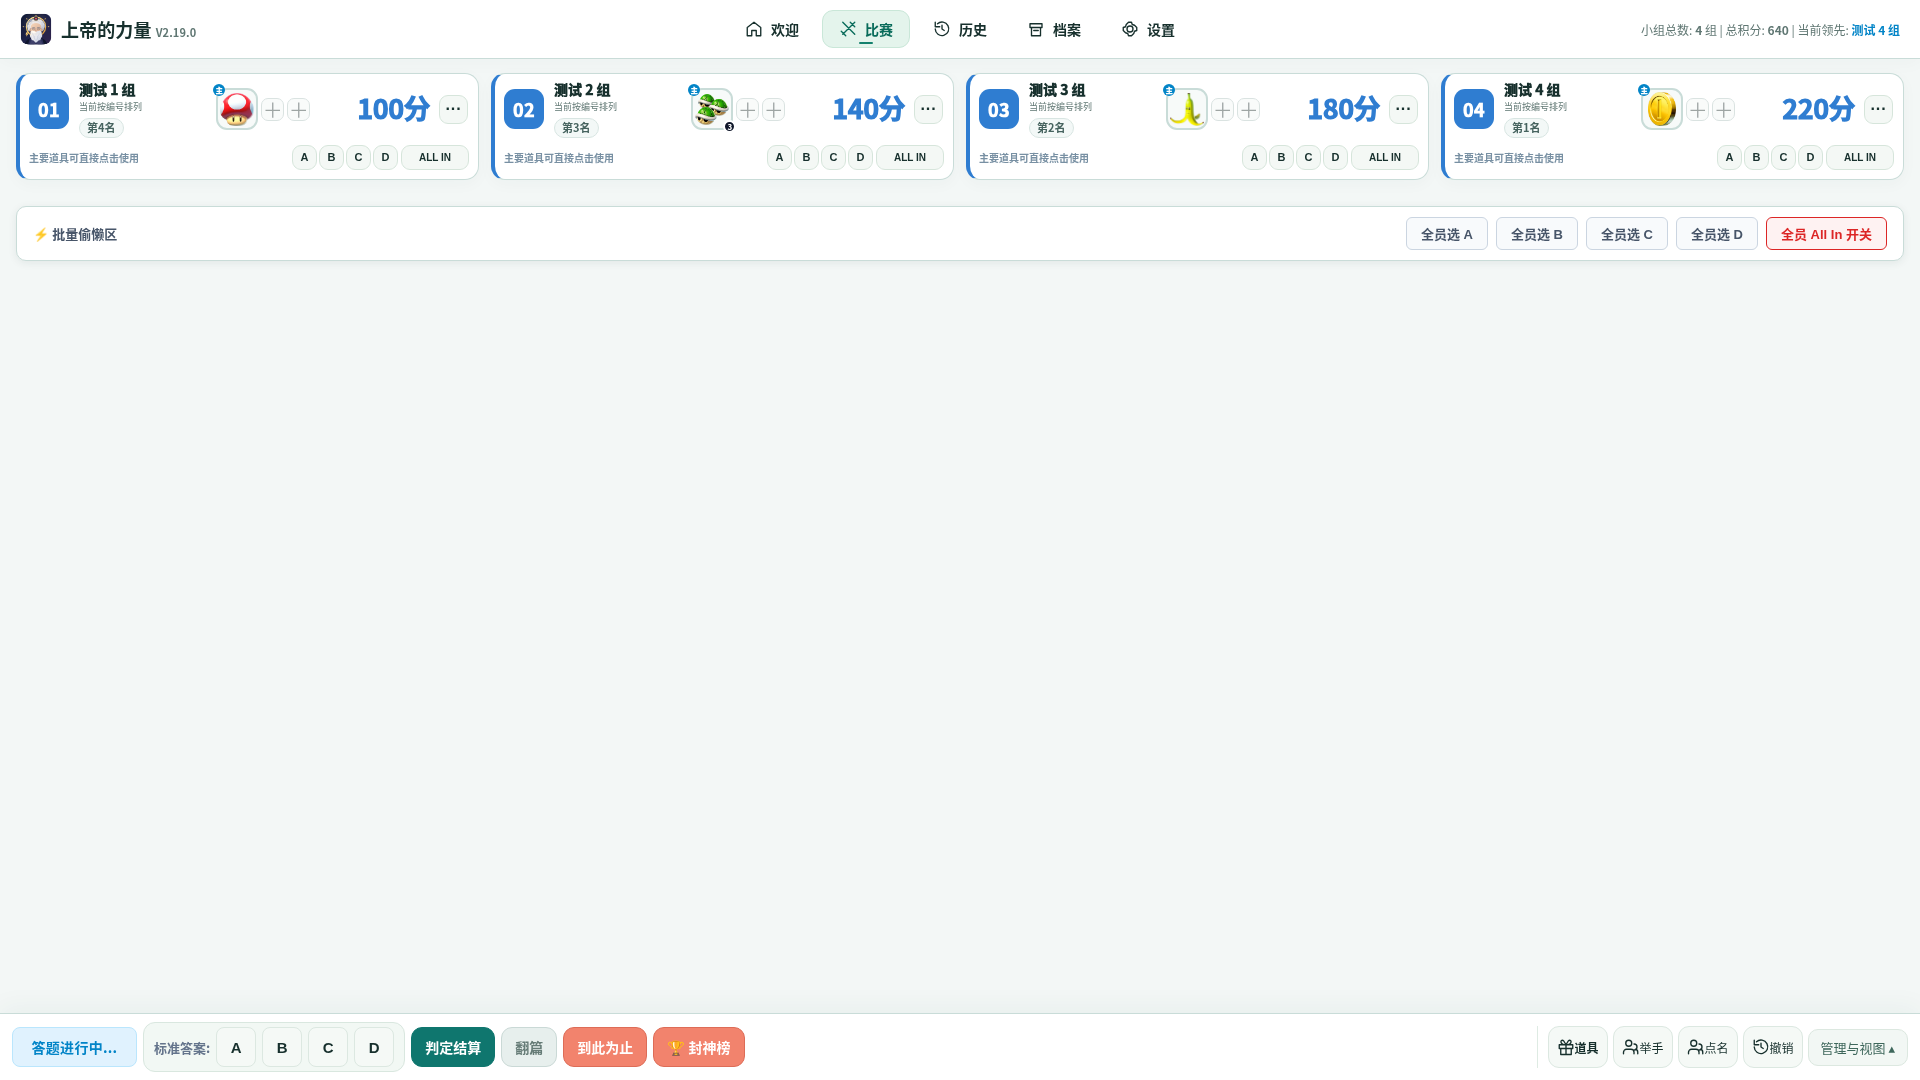 上帝的力量 V2.19.0
欢迎
比赛
历史
档案
设置
小组总数: 4 组 | 总积分: 640 | 当前领先: 测试 4 组
01
测试 1 组
当前按编号排列
第4名
主
100分
...
主要道具可直接点击使用
A B C D ALL IN
02
测试 2 组
当前按编号排列
第3名
主
3
140分
...
主要道具可直接点击使用
A B C D ALL IN
03
测试 3 组
当前按编号排列
第2名
主
180分
...
主要道具可直接点击使用
A B C D ALL IN
04
测试 4 组
当前按编号排列
第1名
主
220分
...
主要道具可直接点击使用
A B C D ALL IN
⚡ 批量偷懒区
全员选 A
全员选 B
全员选 C
全员选 D
全员 All In 开关
答题进行中...
标准答案: A B C D
判定结算
翻篇
到此为止
🏆 封神榜
道具
举手
点名
撤销
管理与视图 ▴